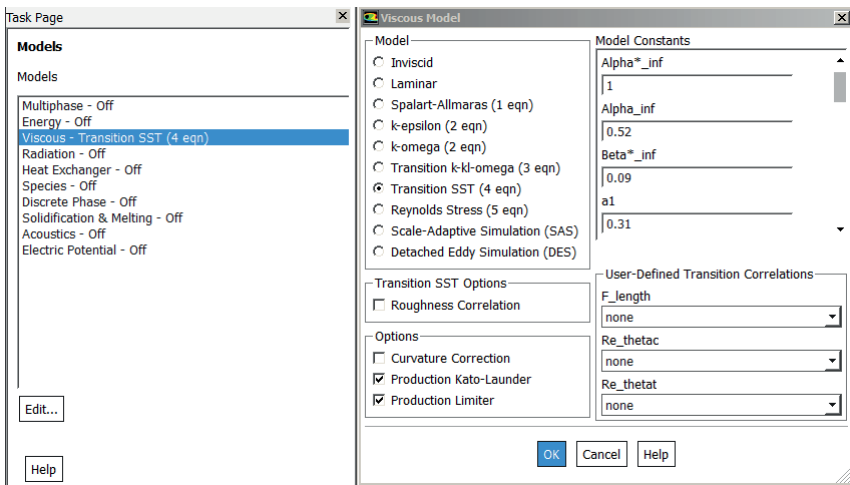 Task Page
Models
Models
Multiphase - Off
Energy - Off
Viscous - Transition SST (4 eqn)
Radiation - Off
Heat Exchanger - Off
Species - Off
Discrete Phase - Off
Solidification & Melting - Off
Acoustics - Off
Electric Potential - Off
Edit...
Help
Viscous Model
Model
Inviscid
Laminar
Spalart-Allmaras (1 eqn)
k-epsilon (2 eqn)
k-omega (2 eqn)
Transition k-kl-omega (3 eqn)
Transition SST (4 eqn)
Reynolds Stress (5 eqn)
Scale-Adaptive Simulation (SAS)
Detached Eddy Simulation (DES)
Transition SST Options
Roughness Correlation
Options
Curvature Correction
Production Kato-Launder
Production Limiter
Model Constants
Alpha*_inf
1
Alpha_inf
0.52
Beta*_inf
0.09
a1
0.31
User-Defined Transition Correlations
F_length
none
Re_thetac
none
Re_thetat
none
OK
Cancel
Help